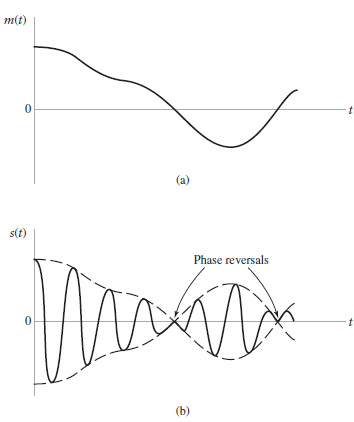 m(t)
0
t
(a)
s(t)
Phase reversals
0
t
(b)